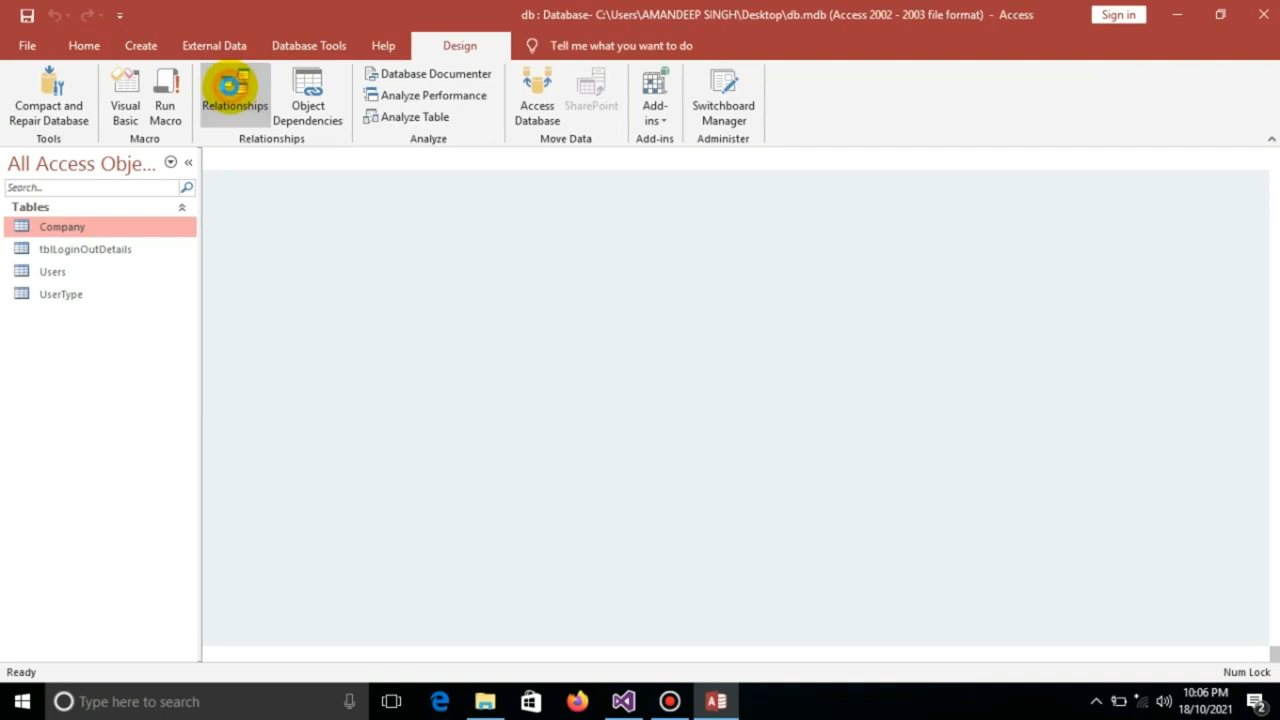 db : Database- C:\Users\AMANDEEP SINGH\Desktop\db.mdb (Access 2002 - 2003 file format) - Access
Sign in
File
Home
Create
External Data
Database Tools
Help
Design
Tell me what you want to do
Compact and
Repair Database
Tools
Visual
Basic
Run
Macro
Macro
Relationships
Object
Dependencies
Relationships
Database Documenter
Analyze Performance
Analyze Table
Analyze
Access
Database
SharePoint
Move Data
Add-
ins
Add-ins
Switchboard
Manager
Administer
All Access Obje...
Search...
Tables
Company
tblLoginOutDetails
Users
UserType
Ready
Num Lock
Type here to search
10:06 PM
18/10/2021
2